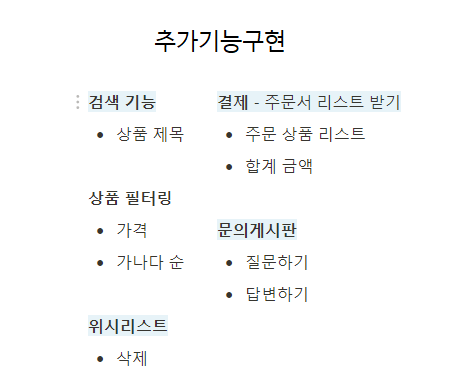 추가기능구현
검색 기능
• 상품 제목
상품 필터링
• 가격
• 가나다 순
위시리스트
• 삭제
결제 - 주문서 리스트 받기
• 주문 상품 리스트
• 합계 금액
문의게시판
• 질문하기
• 답변하기